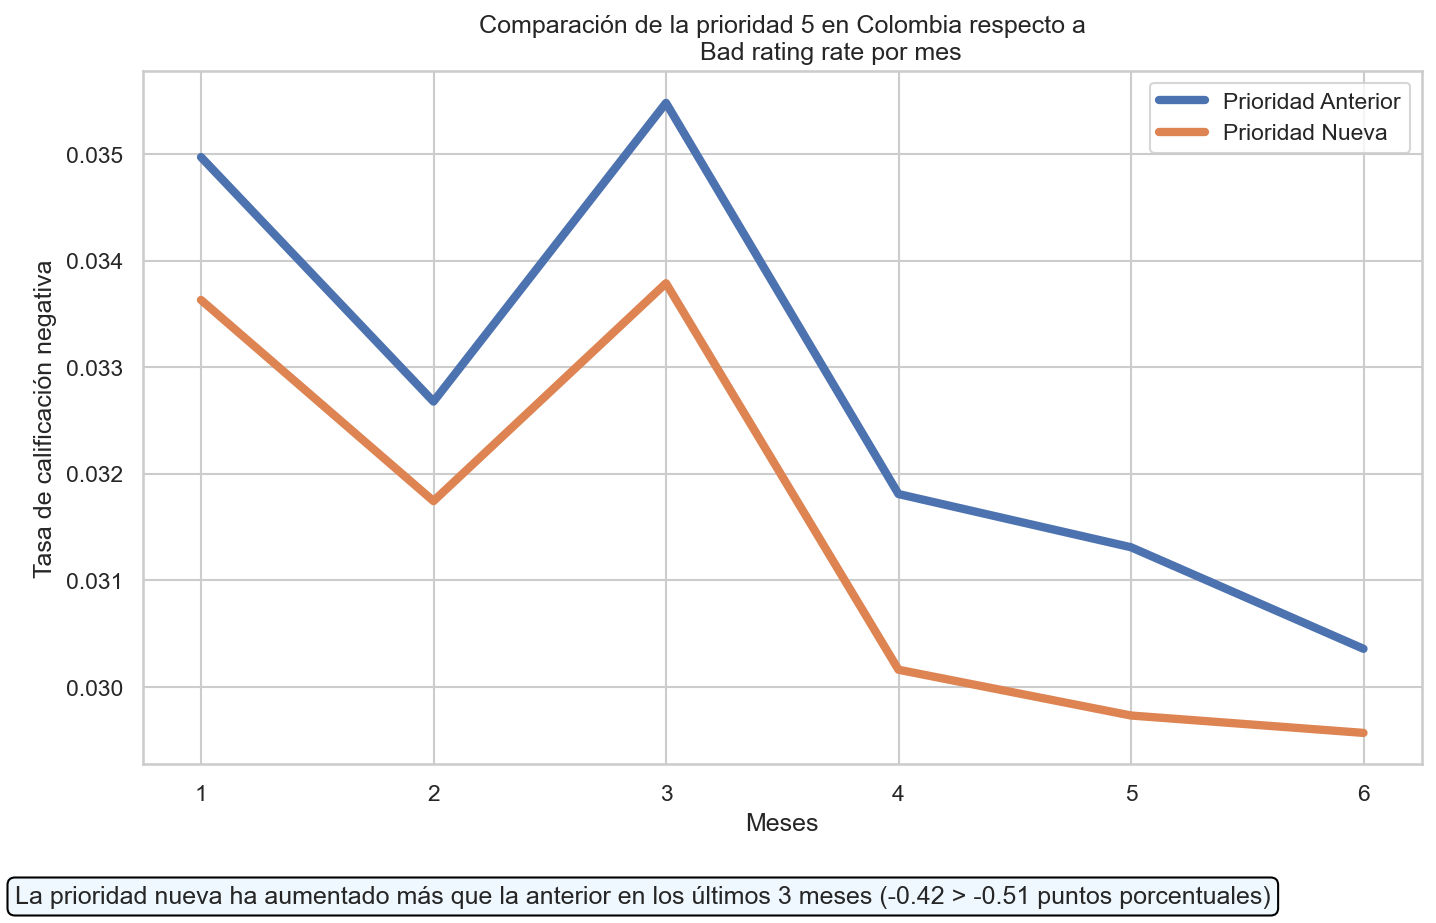 Comparación de la prioridad 5 en Colombia respecto a
Bad rating rate por mes
Prioridad Anterior
Prioridad Nueva
Tasa de calificación negativa
0.035
0.034
0.033
0.032
0.031
0.030
1 2 3 4 5 6
Meses
La prioridad nueva ha aumentado más que la anterior en los últimos 3 meses (-0.42 > -0.51 puntos porcentuales)